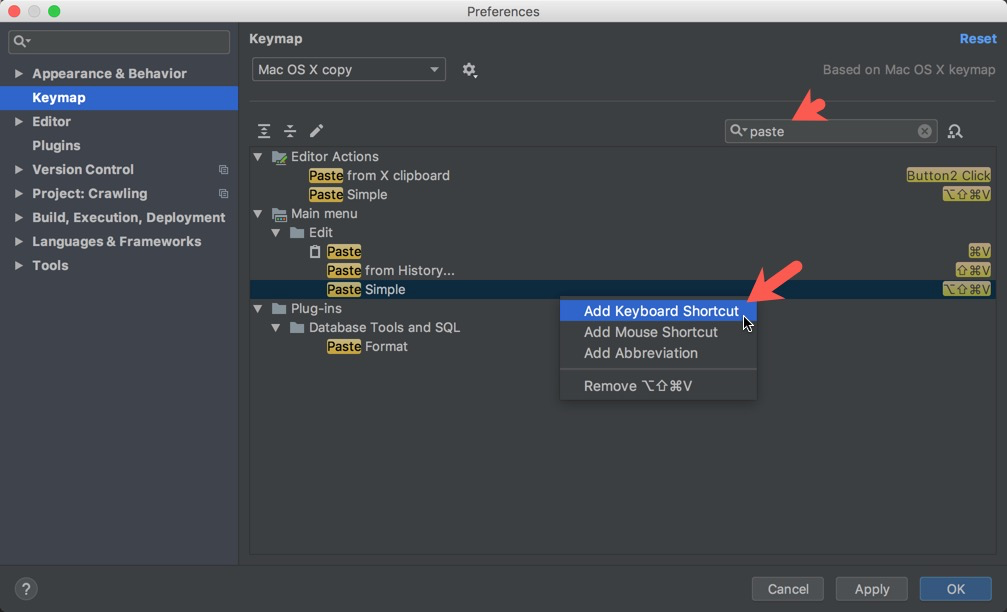 Preferences
Keymap
Reset
Appearance & Behavior
Keymap
Editor
Plugins
Version Control
Project: Crawling
Build, Execution, Deployment
Languages & Frameworks
Tools
Mac OS X copy
Based on Mac OS X keymap
paste
Editor Actions
Paste from X clipboard Button2 Click
Paste Simple ⌥⇧⌘V
Main menu
Edit
Paste ⌘V
Paste from History... ⇧⌘V
Paste Simple ⌥⇧⌘V
Plug-ins
Database Tools and SQL
Paste Format
Add Keyboard Shortcut
Add Mouse Shortcut
Add Abbreviation
Remove ⌥⇧⌘V
? Cancel Apply OK